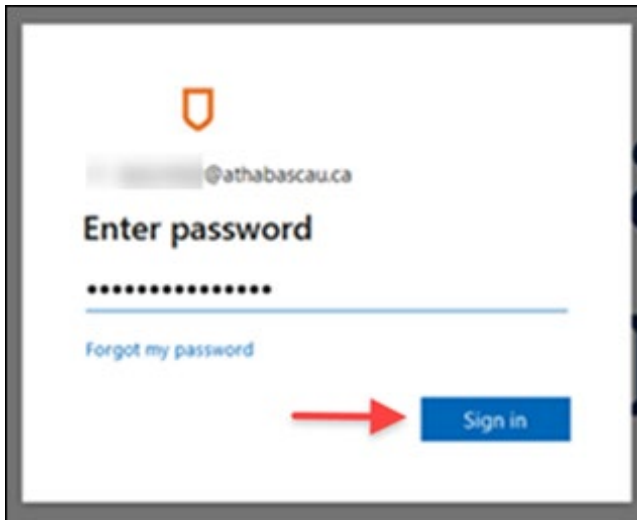 @athabascau.ca
Enter password
•••••••••••••••
Forgot my password
Sign in